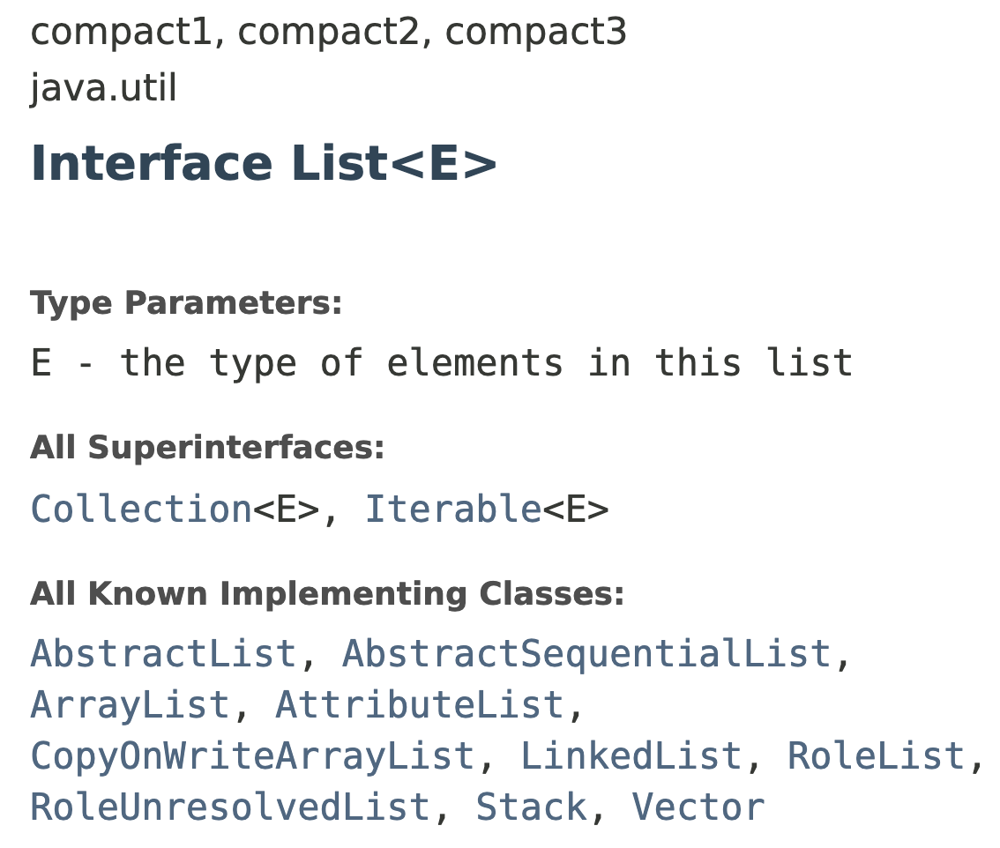 compact1, compact2, compact3
java.util
Interface List<E>
Type Parameters:
E - the type of elements in this list
All Superinterfaces:
Collection<E>, Iterable<E>
All Known Implementing Classes:
AbstractList, AbstractSequentialList,
ArrayList, AttributeList,
CopyOnWriteArrayList, LinkedList, RoleList,
RoleUnresolvedList, Stack, Vector